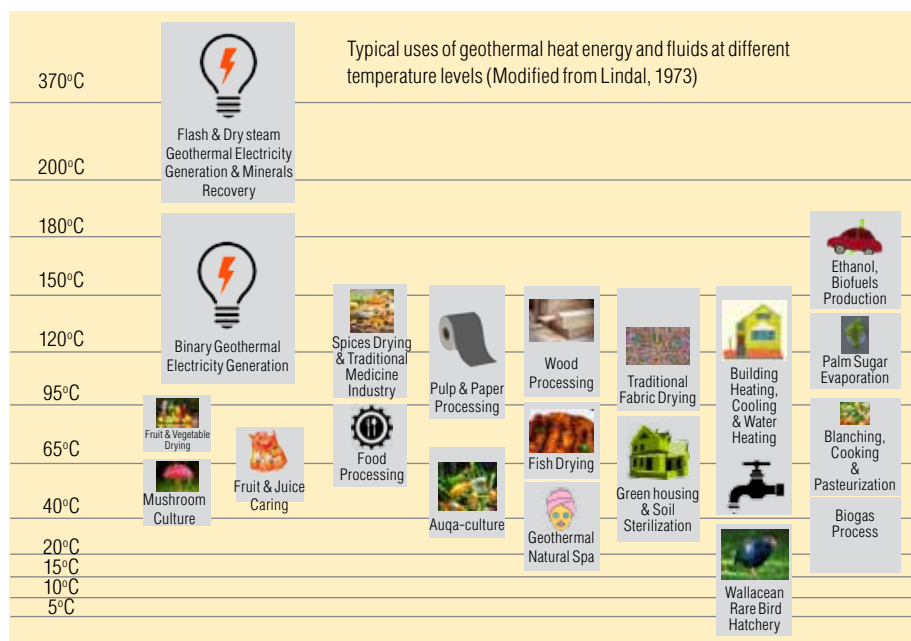 Typical uses of geothermal heat energy and fluids at different
temperature levels (Modified from Lindal, 1973)
370°C
200°C
180°C
150°C
120°C
95°C
65°C
40°C
20°C
15°C
10°C
5°C
Flash & Dry steam
Geothermal Electricity
Generation & Minerals
Recovery
Binary Geothermal
Electricity Generation
Fruit & Vegetable
Drying
Mushroom
Culture
Fruit & Juice
Caring
Spices Drying
& Traditional
Medicine
Industry
Food
Processing
Pulp & Paper
Processing
Auqa-culture
Wood
Processing
Fish Drying
Geothermal
Natural Spa
Traditional
Fabric Drying
Green housing
& Soil
Sterilization
Building
Heating,
Cooling
& Water
Heating
Wallacean
Rare Bird
Hatchery
Ethanol,
Biofuels
Production
Palm Sugar
Evaporation
Blanching,
Cooking
&
Pasteurization
Biogas
Process